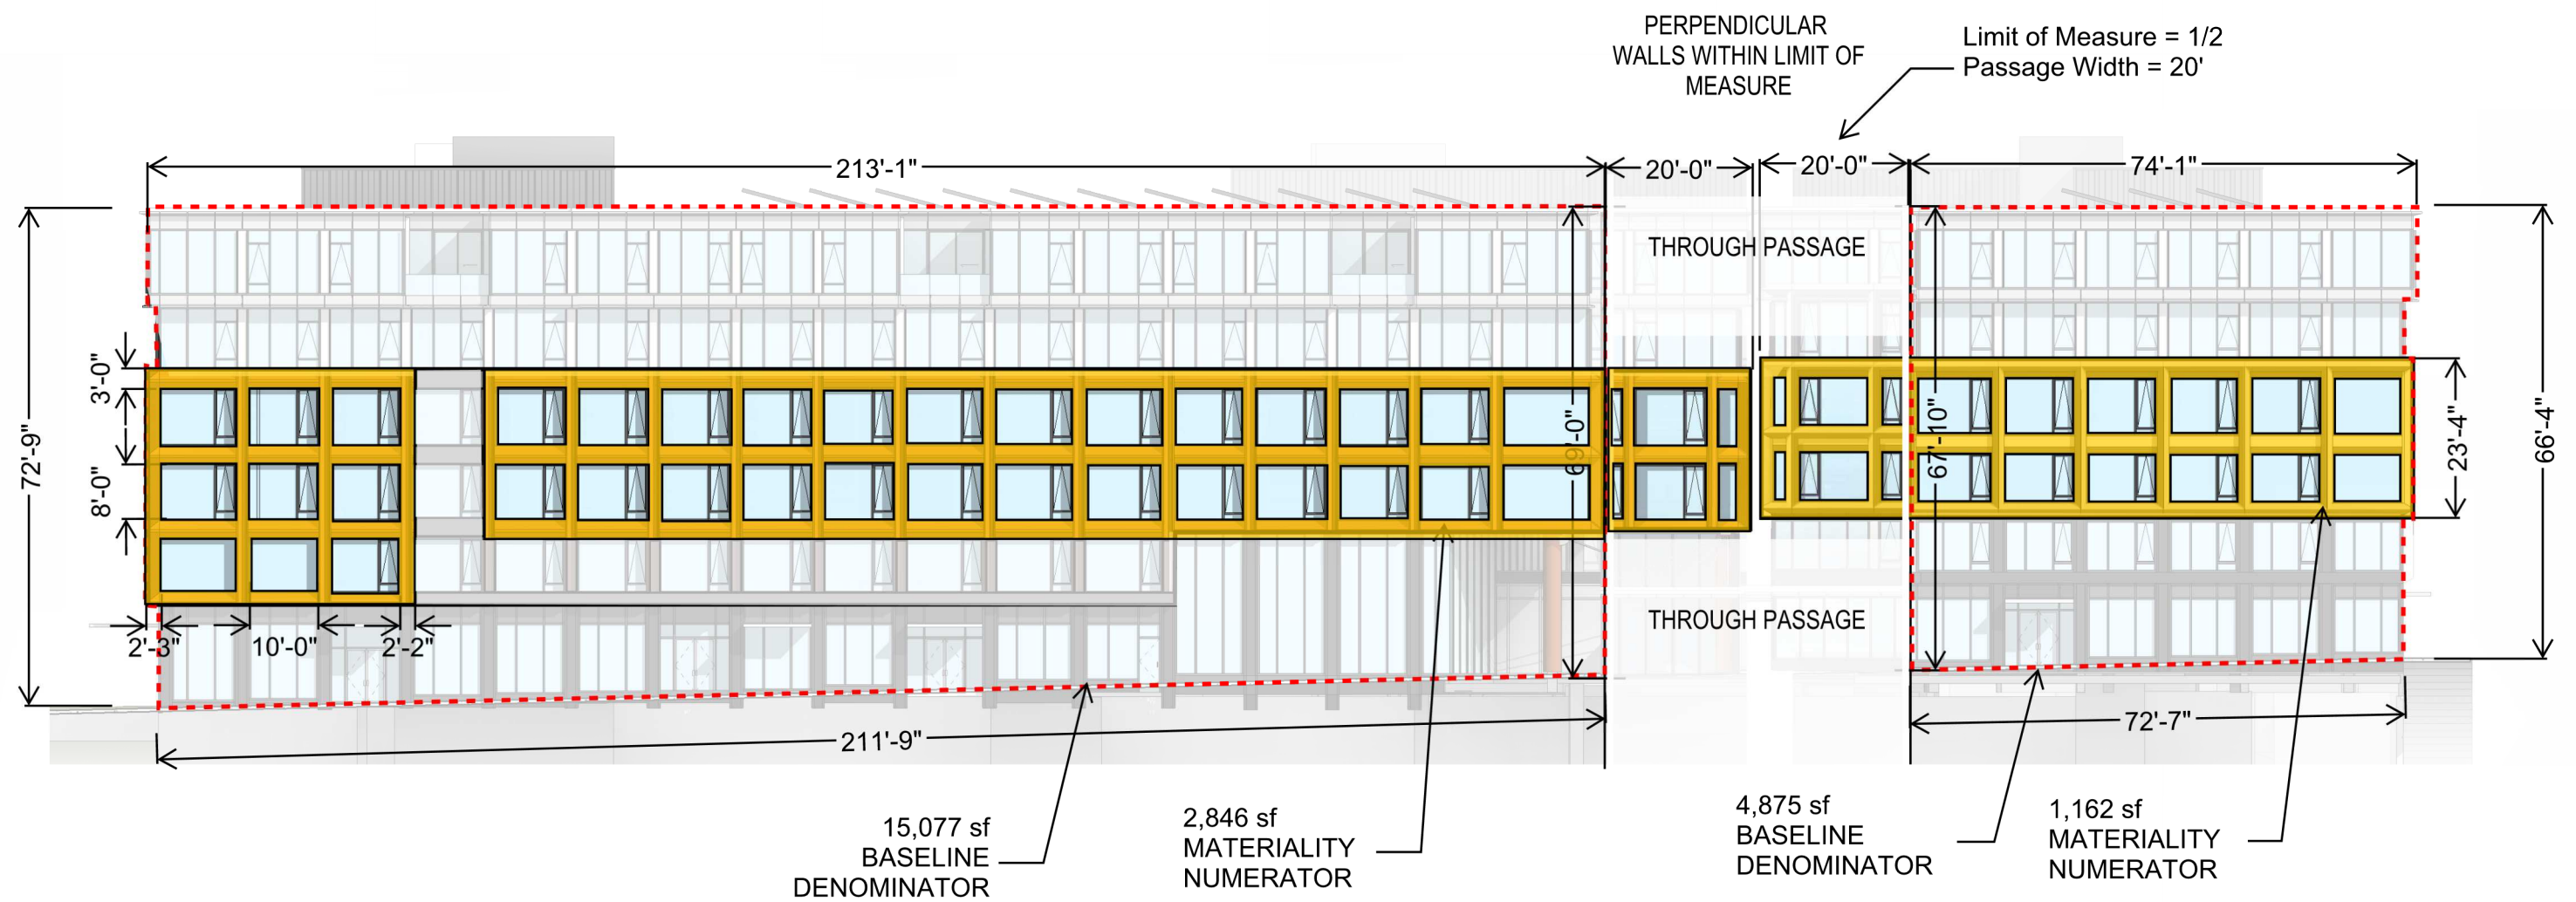 PERPENDICULAR
WALLS WITHIN LIMIT OF
MEASURE
Limit of Measure = 1/2
Passage Width = 20'
213'-1"
20'-0"
20'-0"
74'-1"
THROUGH PASSAGE
72'-9"
3'-0"
8'-0"
69'-0"
67'-10"
23'-4"
66'-4"
THROUGH PASSAGE
2'-3"
10'-0"
2'-2"
211'-9"
72'-7"
15,077 sf
BASELINE
DENOMINATOR
2,846 sf
MATERIALITY
NUMERATOR
4,875 sf
BASELINE
DENOMINATOR
1,162 sf
MATERIALITY
NUMERATOR